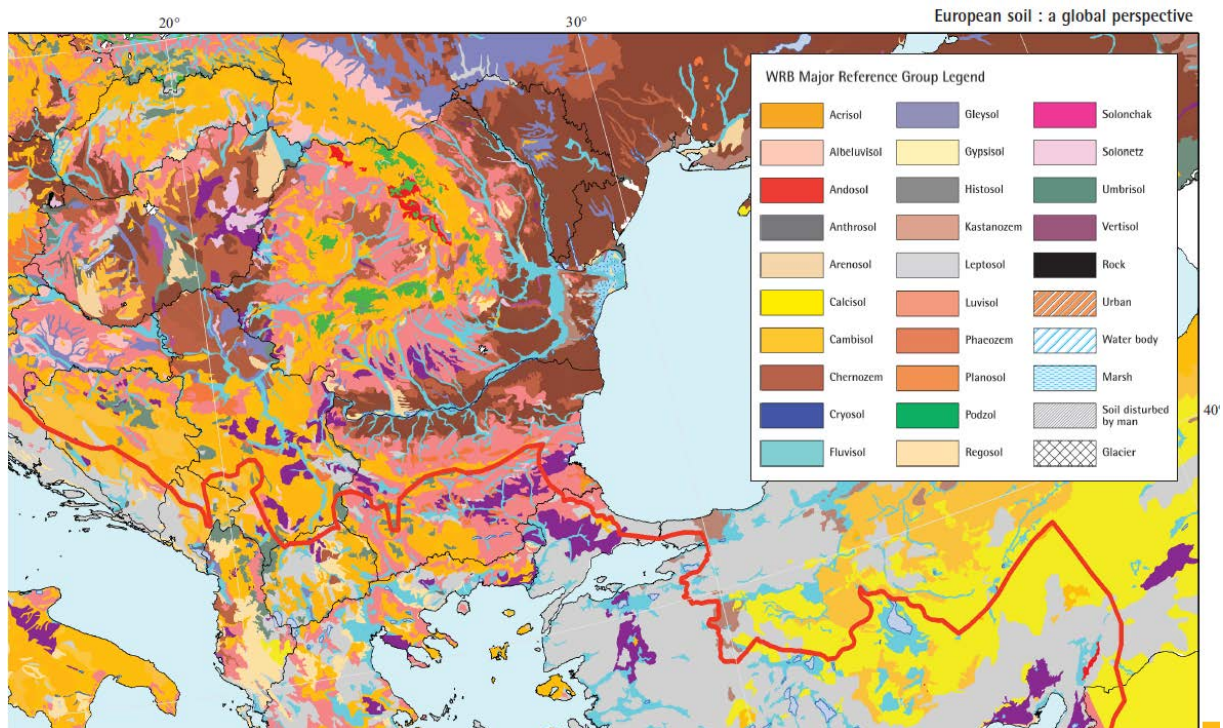 20°
30°
European soil : a global perspective
WRB Major Reference Group Legend
Acrisol
Albeluvisol
Andosol
Anthrosol
Arenosol
Calcisol
Cambisol
Chernozem
Cryosol
Fluvisol
Gleysol
Gypsisol
Histosol
Kastanozem
Leptosol
Luvisol
Phaeozem
Planosol
Podzol
Regosol
Solonchak
Solonetz
Umbrisol
Vertisol
Rock
Urban
Water body
Marsh
Soil disturbed
by man
Glacier
40°